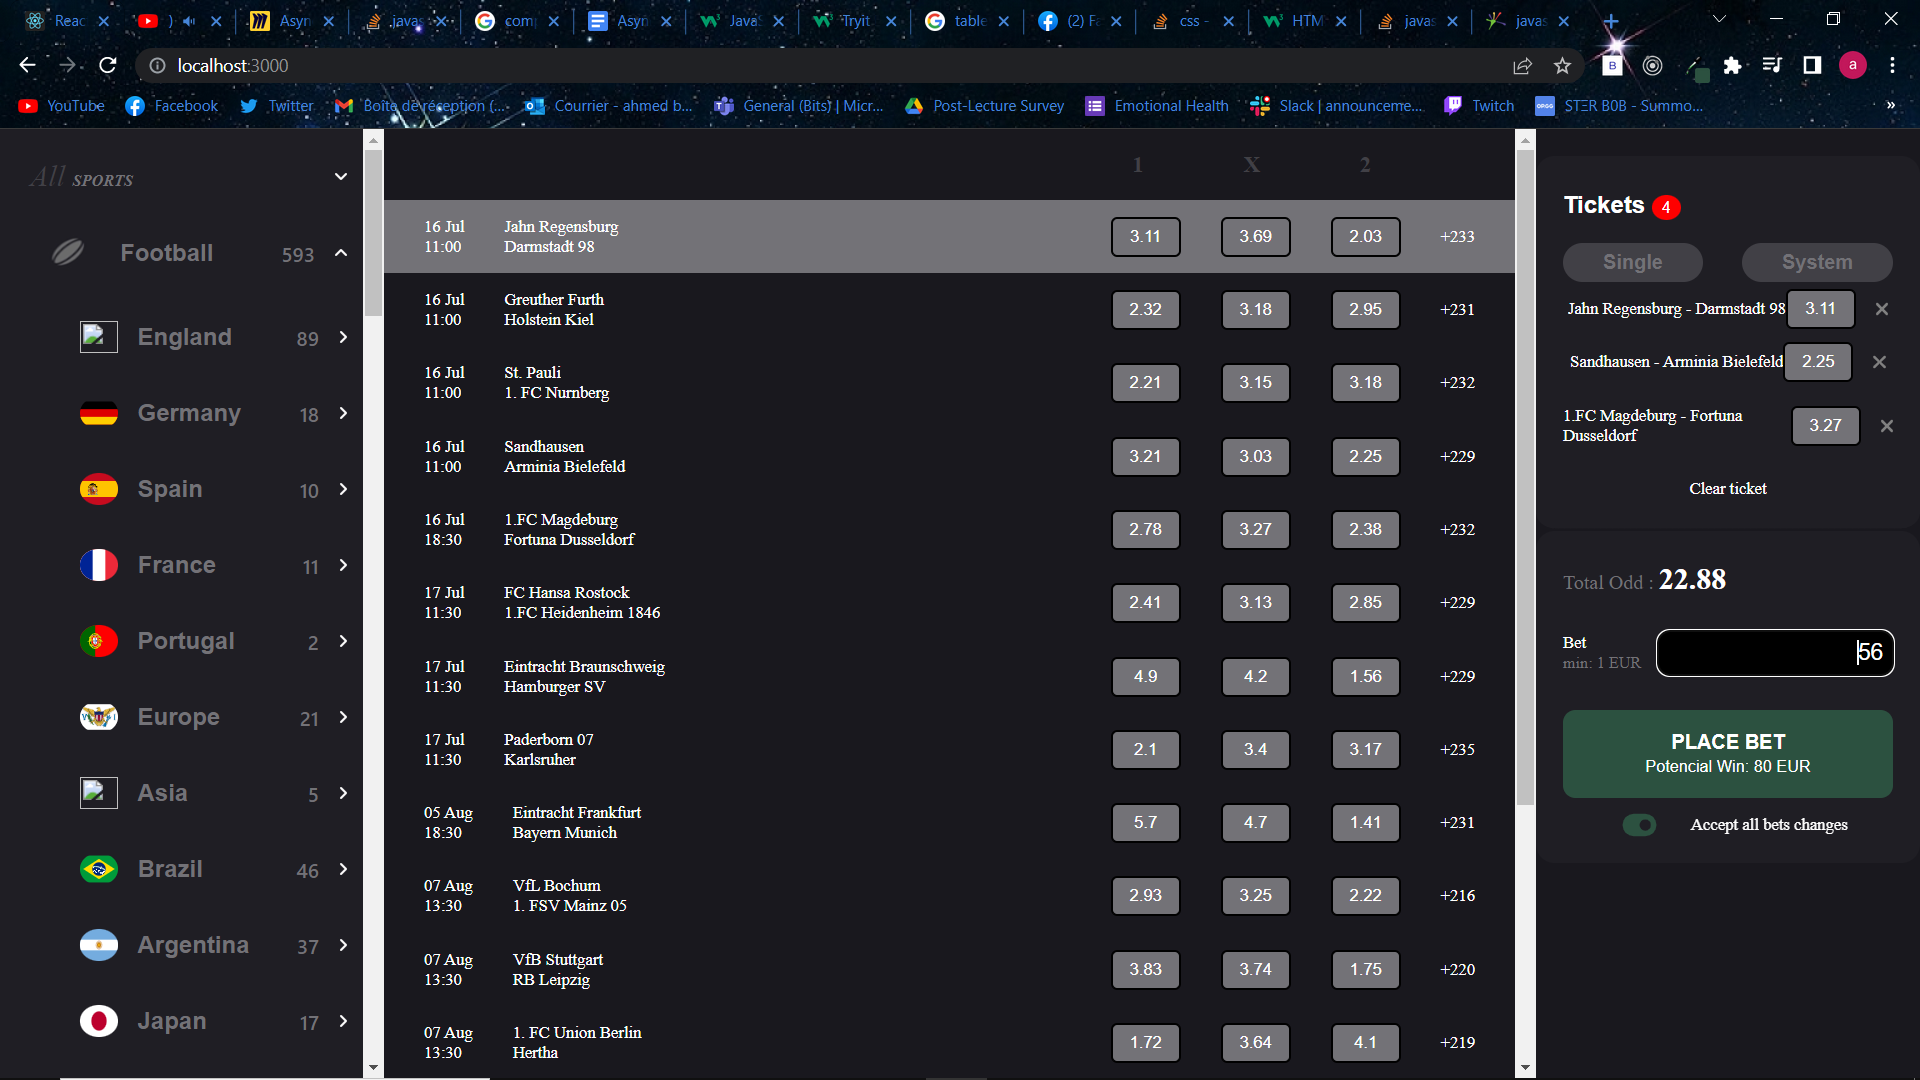 Reac
)
Asyn
javas
com
Asyn
JavaS
Tryit
table
(2) Fa
css -
HTM
javas
javas
localhost:3000
B
a
YouTube
Facebook
Twitter
Boîte de réception (...
Courrier - ahmed b...
General (Bits) | Micr...
Post-Lecture Survey
Emotional Health
Slack | announceme...
Twitch
OP.GG
STΞR B0B - Summo...
»
All SPORTS
Football 593
England 89
Germany 18
Spain 10
France 11
Portugal 2
Europe 21
Asia 5
Brazil 46
Argentina 37
Japan 17
1 X 2
16 Jul Jahn Regensburg
11:00 Darmstadt 98
3.11 3.69 2.03 +233
16 Jul Greuther Furth
11:00 Holstein Kiel
2.32 3.18 2.95 +231
16 Jul St. Pauli
11:00 1. FC Nurnberg
2.21 3.15 3.18 +232
16 Jul Sandhausen
11:00 Arminia Bielefeld
3.21 3.03 2.25 +229
16 Jul 1.FC Magdeburg
18:30 Fortuna Dusseldorf
2.78 3.27 2.38 +232
17 Jul FC Hansa Rostock
11:30 1.FC Heidenheim 1846
2.41 3.13 2.85 +229
17 Jul Eintracht Braunschweig
11:30 Hamburger SV
4.9 4.2 1.56 +229
17 Jul Paderborn 07
11:30 Karlsruher
2.1 3.4 3.17 +235
05 Aug Eintracht Frankfurt
18:30 Bayern Munich
5.7 4.7 1.41 +231
07 Aug VfL Bochum
13:30 1. FSV Mainz 05
2.93 3.25 2.22 +216
07 Aug VfB Stuttgart
13:30 RB Leipzig
3.83 3.74 1.75 +220
07 Aug 1. FC Union Berlin
13:30 Hertha
1.72 3.64 4.1 +219
Tickets 4
Single System
Jahn Regensburg - Darmstadt 98 3.11
Sandhausen - Arminia Bielefeld 2.25
1.FC Magdeburg - Fortuna
Dusseldorf
3.27
Clear ticket
Total Odd : 22.88
Bet
min: 1 EUR
56
PLACE BET
Potencial Win: 80 EUR
Accept all bets changes